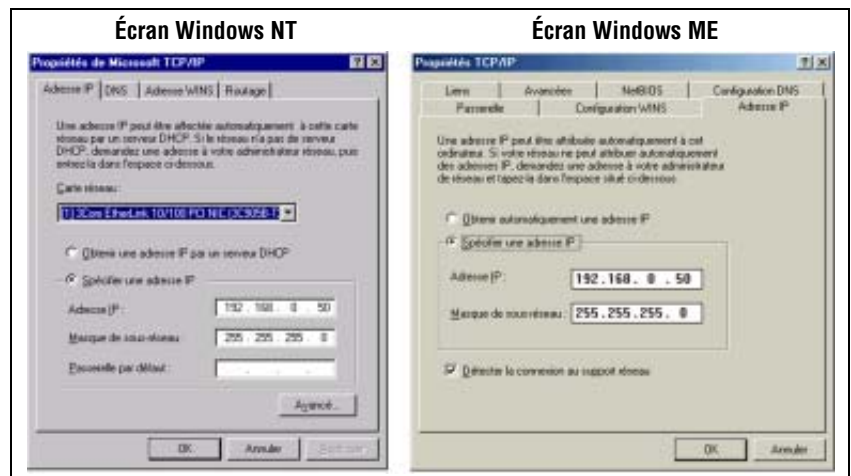 Écran Windows NT
Propriétés de Microsoft TCP/IP
Adresse IP DNS Adresse WINS Routage
Une adresse IP peut être affectée automatiquement à cette carte
réseau par un serveur DHCP. Si le réseau n'a pas de serveur
DHCP, demandez une adresse à votre administrateur réseau, puis
entrez-la dans l'espace ci-dessous.
Carte réseau :
[1] 3Com EtherLink 10/100 PCI NIC (3C905B-T
Obtenir une adresse IP par un serveur DHCP
Spécifier une adresse IP
Adresse IP : 192 . 168 . 0 . 50
Masque de sous-réseau : 255 . 255 . 255 . 0
Passerelle par défaut :
Avancé...
OK Annuler
Écran Windows ME
Propriétés TCP/IP
Liens Avancées NetBIOS Configuration DNS
Passerelle Configuration WINS Adresse IP
Une adresse IP peut être attribuée automatiquement à cet
ordinateur. Si votre réseau ne peut attribuer automatiquement
des adresses IP, demandez une adresse à votre administrateur
de réseau et tapez-la dans l'espace situé ci-dessous.
Obtenir automatiquement une adresse IP
Spécifier une adresse IP
Adresse IP : 192.168. 0 . 50
Masque de sous-réseau : 255.255.255. 0
Détecter la connexion au support réseau
OK Annuler